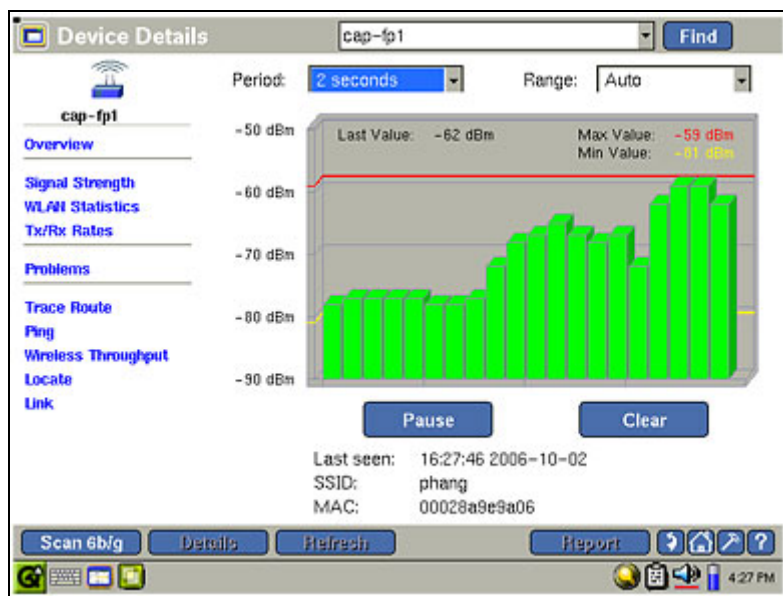 Device Details
cap-fp1
Find
Period:
2 seconds
Range:
Auto
cap-fp1
Overview
Signal Strength
WLAN Statistics
Tx/Rx Rates
Problems
Trace Route
Ping
Wireless Throughput
Locate
Link
-50 dBm
-60 dBm
-70 dBm
-80 dBm
-90 dBm
Last Value: -62 dBm
Max Value: -59 dBm
Min Value: -81 dBm
Pause
Clear
Last seen: 16:27:46 2006-10-02
SSID: phang
MAC: 00028a9e9a06
Scan 6b/g
Details
Refresh
Report
?
4:27 PM